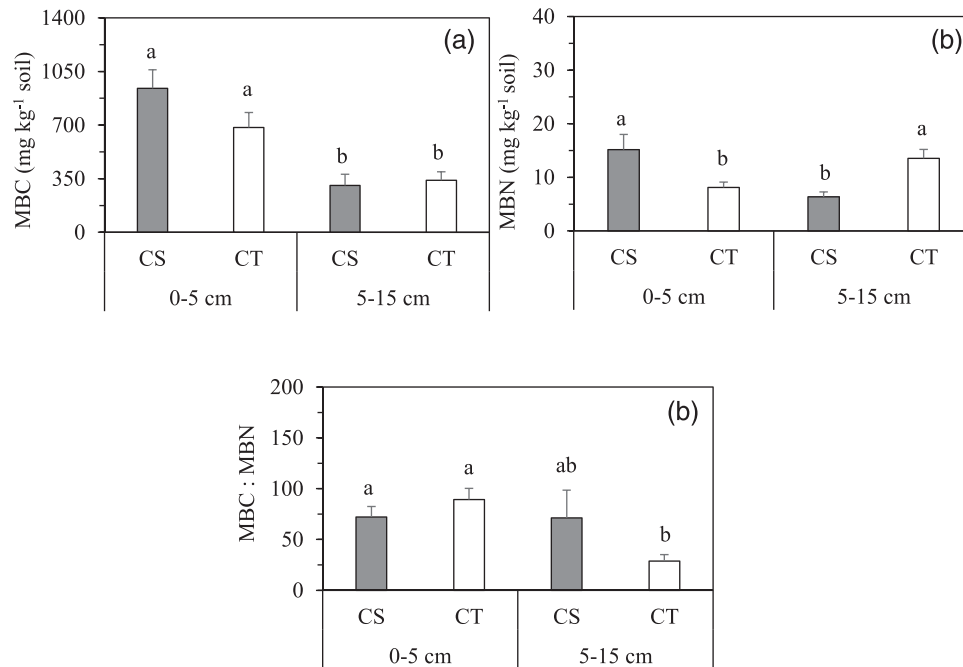 1400
1050
700
350
0
MBC (mg kg⁻¹ soil)
(a)
a
a
b
b
CS
CT
CS
CT
0-5 cm
5-15 cm
40
30
20
10
0
MBN (mg kg⁻¹ soil)
(b)
a
b
b
a
CS
CT
CS
CT
0-5 cm
5-15 cm
200
150
100
50
0
MBC : MBN
(b)
a
a
ab
b
CS
CT
CS
CT
0-5 cm
5-15 cm